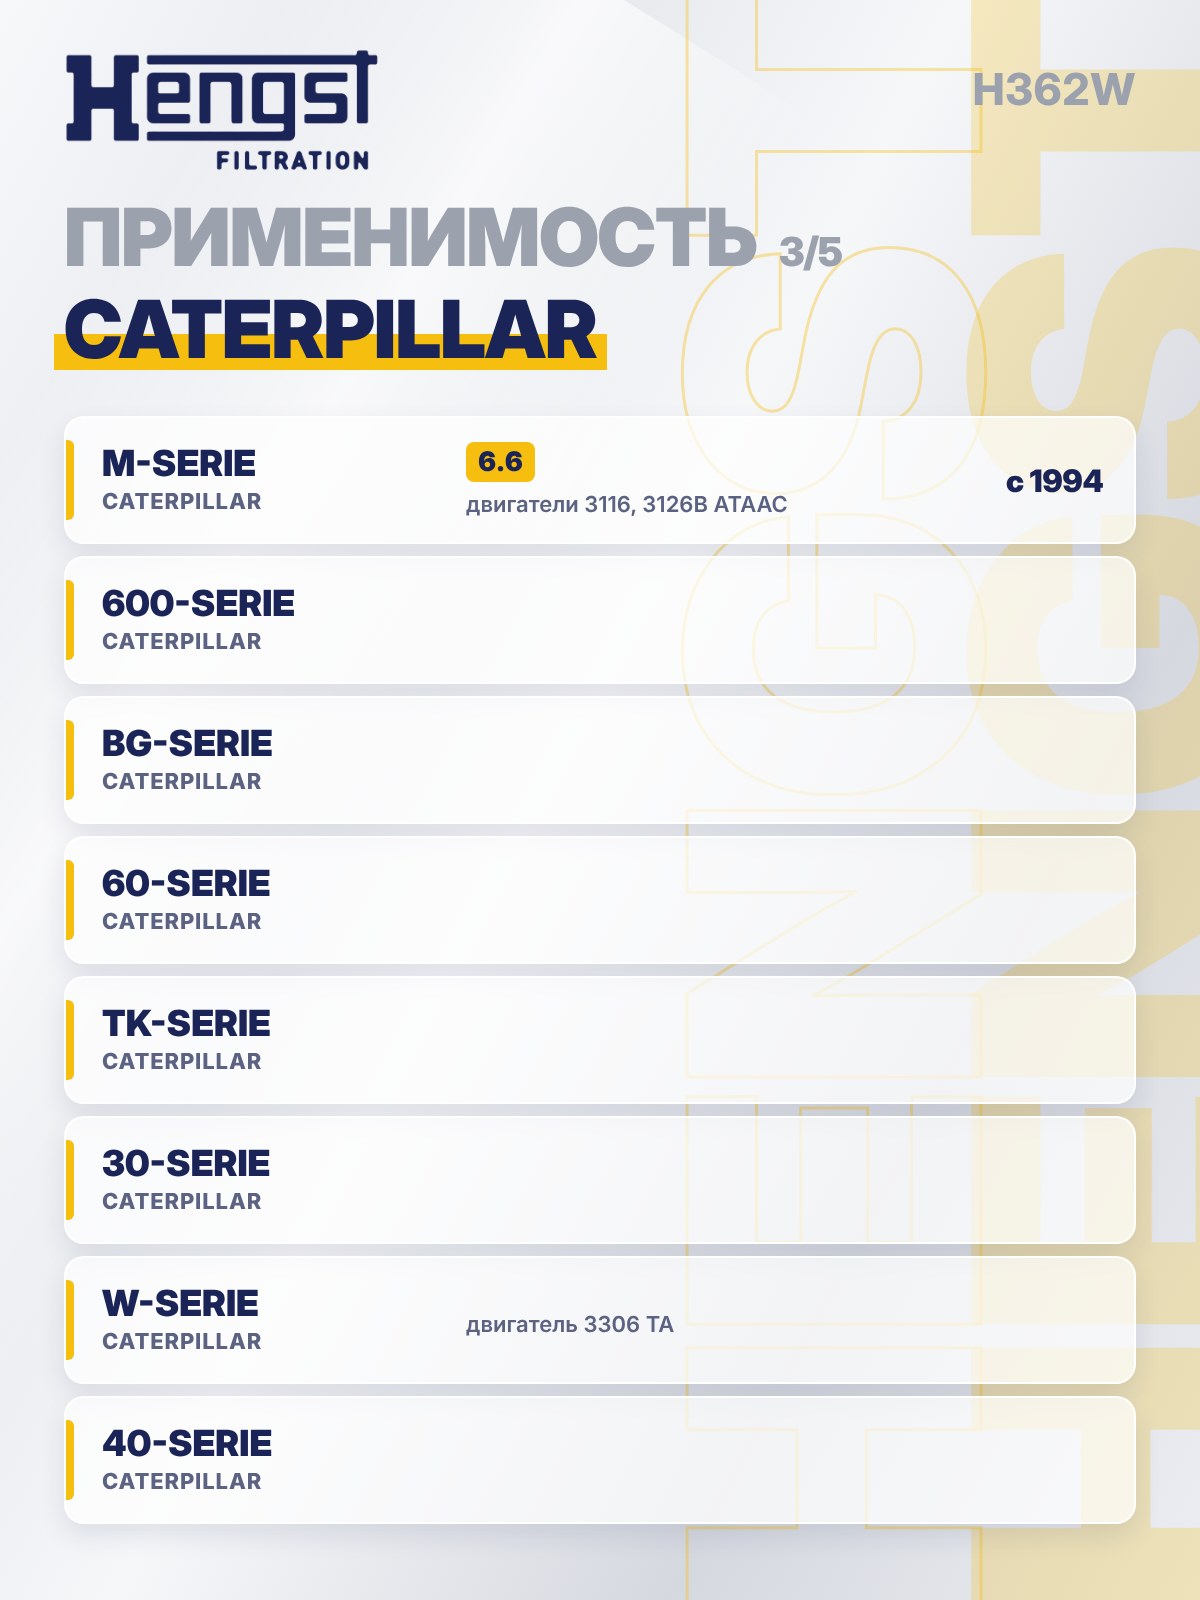 Hengst
FILTRATION
H362W
ПРИМЕНИМОСТЬ 3/5
CATERPILLAR
M-SERIE
CATERPILLAR
6.6
двигатели 3116, 3126B ATAAC
с 1994
600-SERIE
CATERPILLAR
BG-SERIE
CATERPILLAR
60-SERIE
CATERPILLAR
TK-SERIE
CATERPILLAR
30-SERIE
CATERPILLAR
W-SERIE
CATERPILLAR
двигатель 3306 TA
40-SERIE
CATERPILLAR
HENGST
HENGST